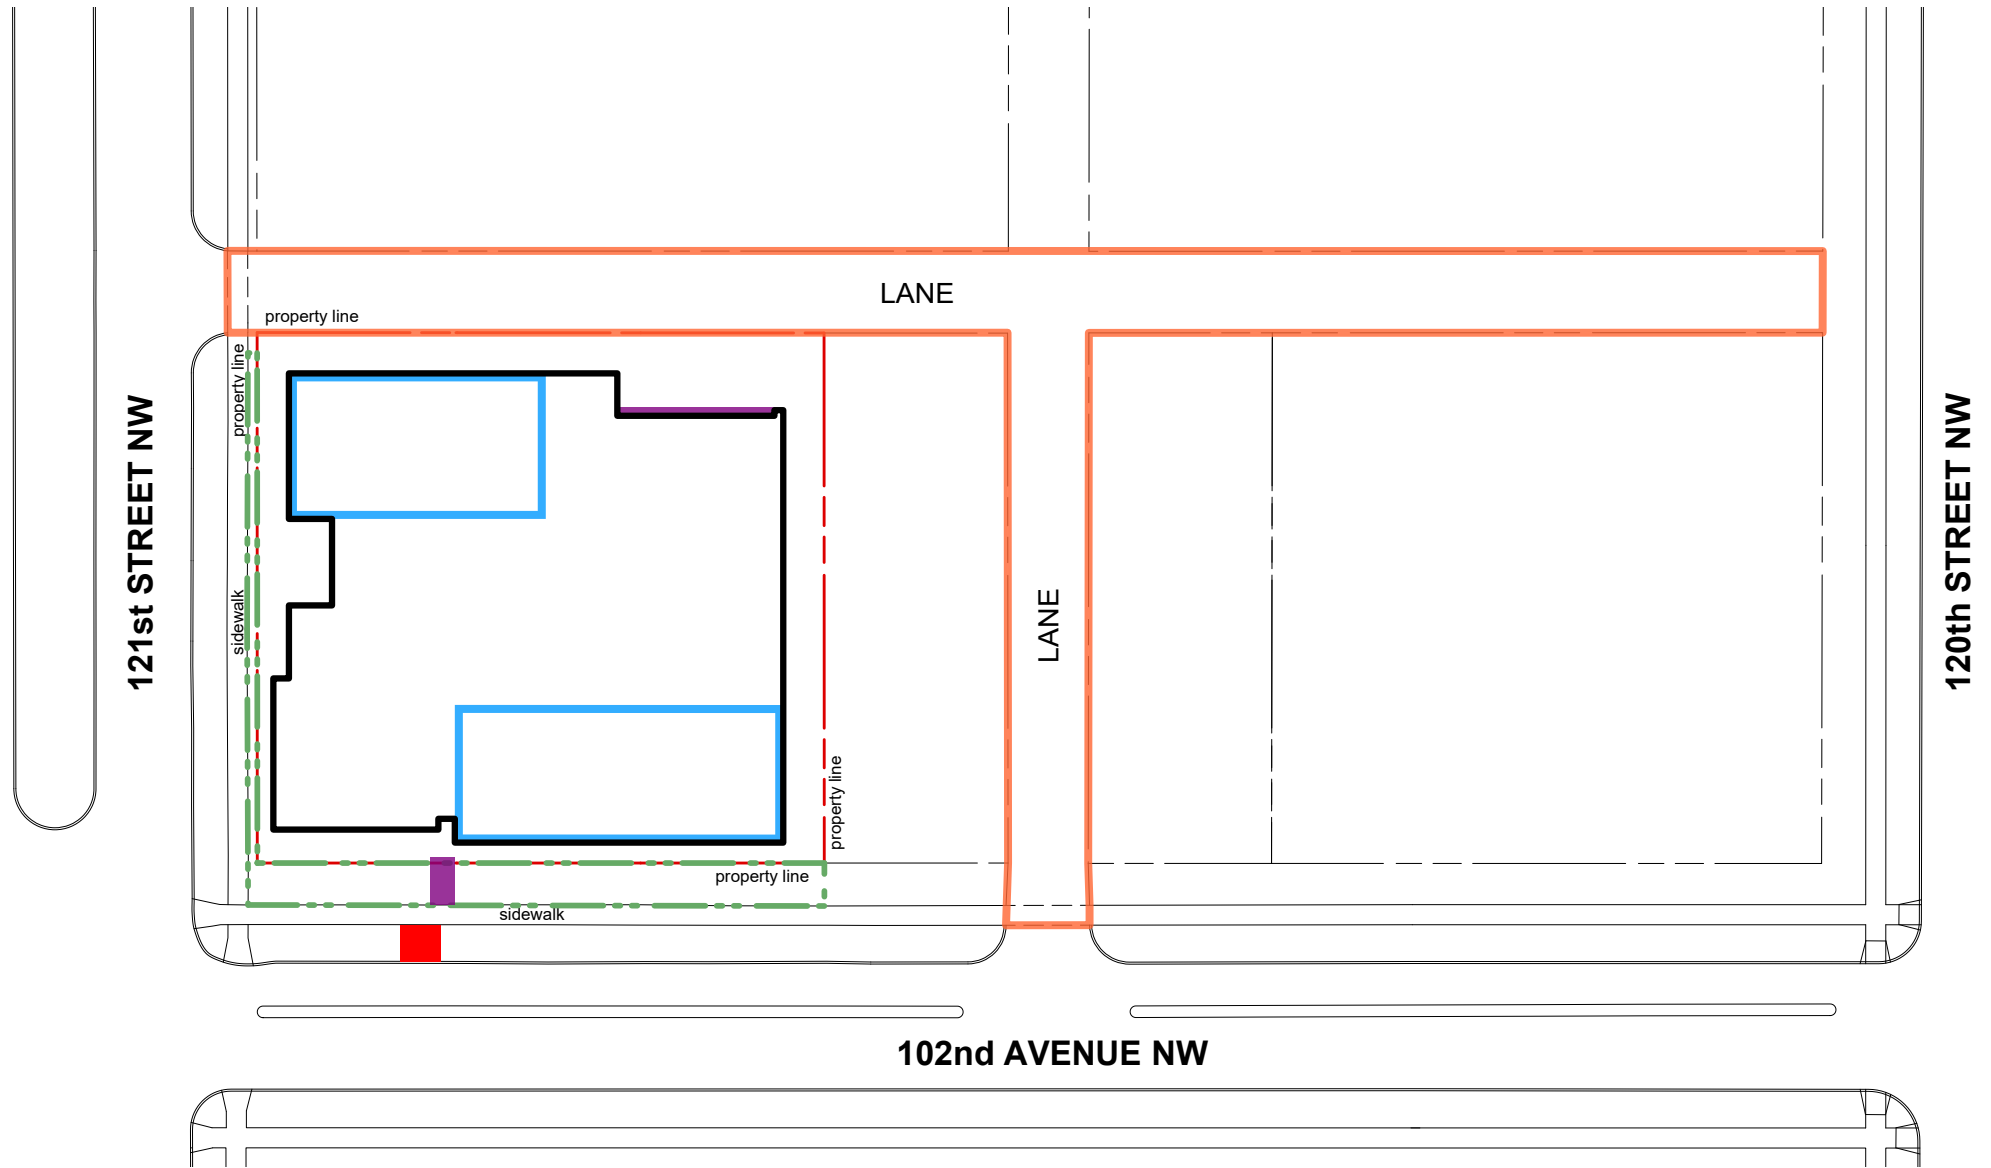 LANE
property line
property line
121st STREET NW
120th STREET NW
sidewalk
LANE
property line
property line
sidewalk
102nd AVENUE NW